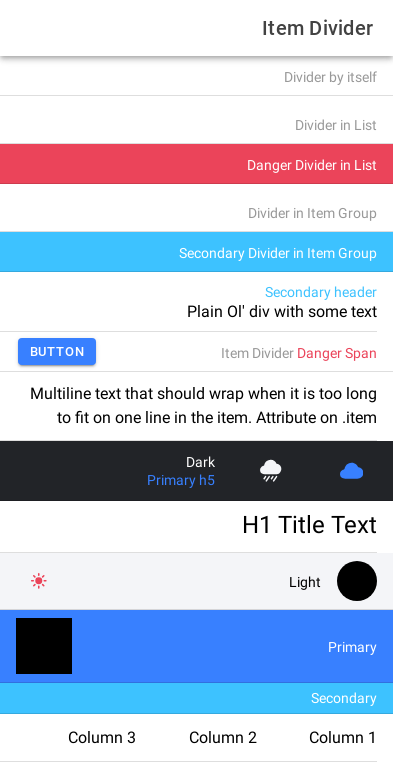 Item Divider
Divider by itself
Divider in List
Danger Divider in List
Divider in Item Group
Secondary Divider in Item Group
Secondary header
Plain Ol' div with some text
Item Divider Danger Span
BUTTON
Multiline text that should wrap when it is too long
to fit on one line in the item. Attribute on .item
Dark
Primary h5
H1 Title Text
Light
Primary
Secondary
Column 1
Column 2
Column 3